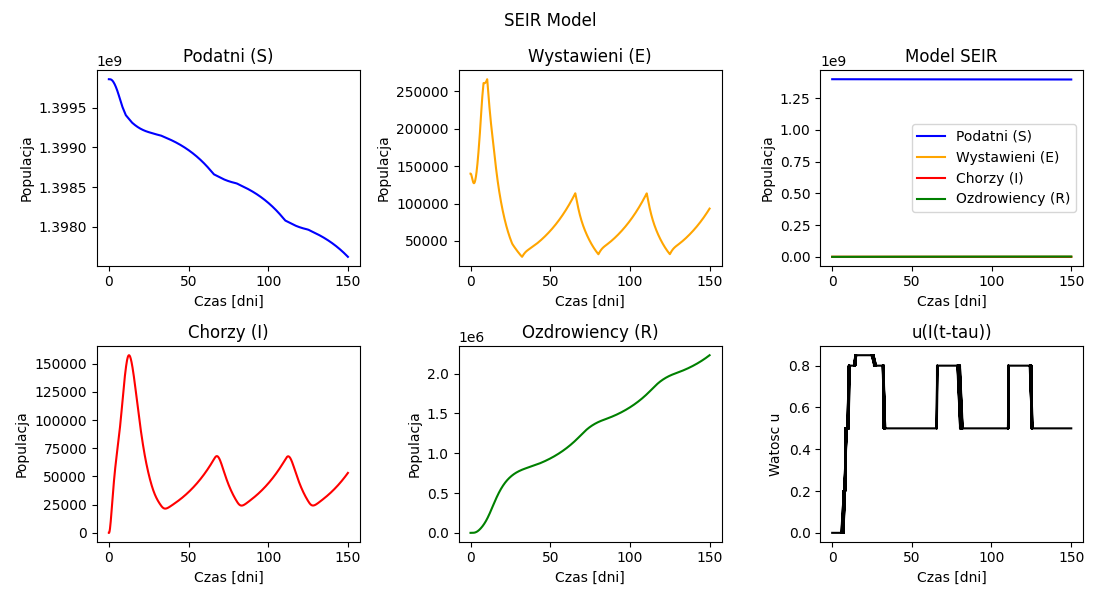 SEIR Model
Podatni (S)
1e9
1.3995
1.3990
1.3985
1.3980
Populacja
0 50 100 150
Czas [dni]
Wystawieni (E)
250000
200000
150000
100000
50000
Populacja
0 50 100 150
Czas [dni]
Model SEIR
1e9
1.25
1.00
0.75
0.50
0.25
0.00
Populacja
Podatni (S)
Wystawieni (E)
Chorzy (I)
Ozdrowiency (R)
0 50 100 150
Czas [dni]
Chorzy (I)
150000
125000
100000
75000
50000
25000
0
Populacja
0 50 100 150
Czas [dni]
Ozdrowiency (R)
1e6
2.0
1.5
1.0
0.5
0.0
Populacja
0 50 100 150
Czas [dni]
u(I(t-tau))
0.8
0.6
0.4
0.2
0.0
Watosc u
0 50 100 150
Czas [dni]